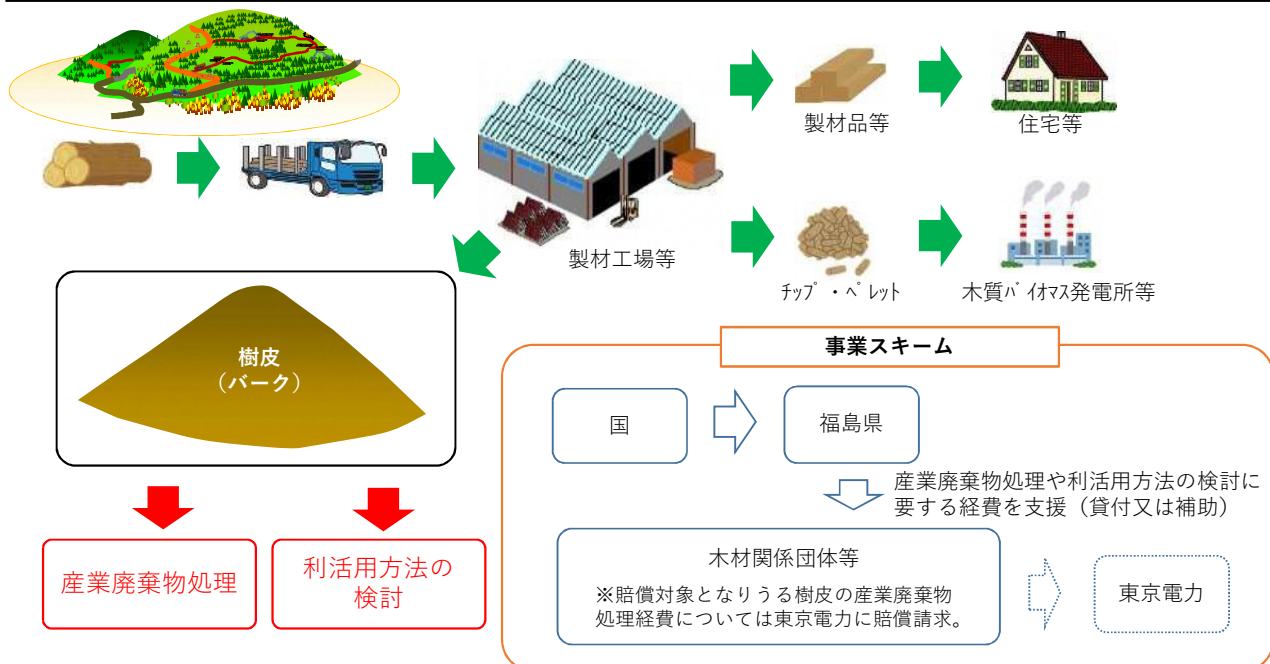 製材品等
住宅等
製材工場等
ﾁｯﾌﾟ・ﾍﾟﾚｯﾄ
木質ﾊﾞｲｵﾏｽ発電所等
樹皮
（バーク）
産業廃棄物処理
利活用方法の
検討
事業スキーム
国
福島県
産業廃棄物処理や利活用方法の検討に
要する経費を支援（貸付又は補助）
木材関係団体等
※賠償対象となりうる樹皮の産業廃棄物
処理経費については東京電力に賠償請求。
東京電力